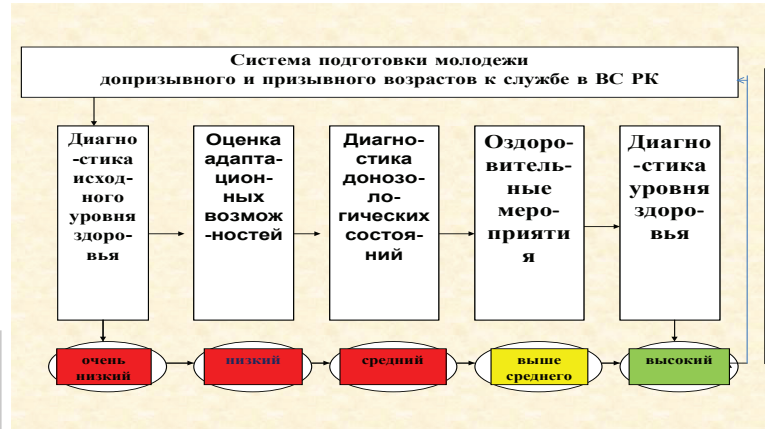 Система подготовки молодежи
допризывного и призывного возрастов к службе в ВС РК
Диагно
-стика
исход-
ного
уровня
здоро-
вья
Оценка
адапта-
цион-
ных
возмож
-ностей
Диагно-
стика
донозо-
ло-
гических
состоя-
ний
Оздоро-
витель-
ные
меро-
прияти
я
Диагно
-стика
уровня
здоро-
вья
очень
низкий
низкий
средний
выше
среднего
высокий